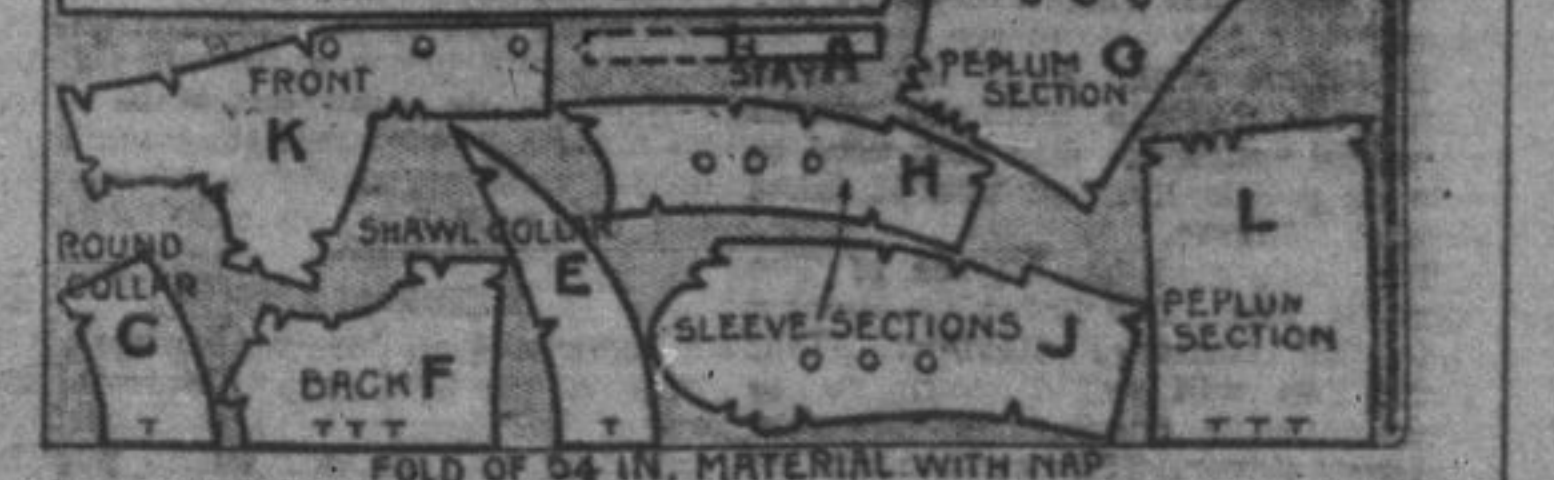 FRONT
K
STAY A
PEPLUM G
SECTION
H
L
SHAWL COLLAR
ROUND
COLLAR
E
C
BACK F
SLEEVE SECTIONS J
PEPLUN
SECTION
T
T T T
T
T T T
FOLD OF 54 IN. MATERIAL WITH NAP